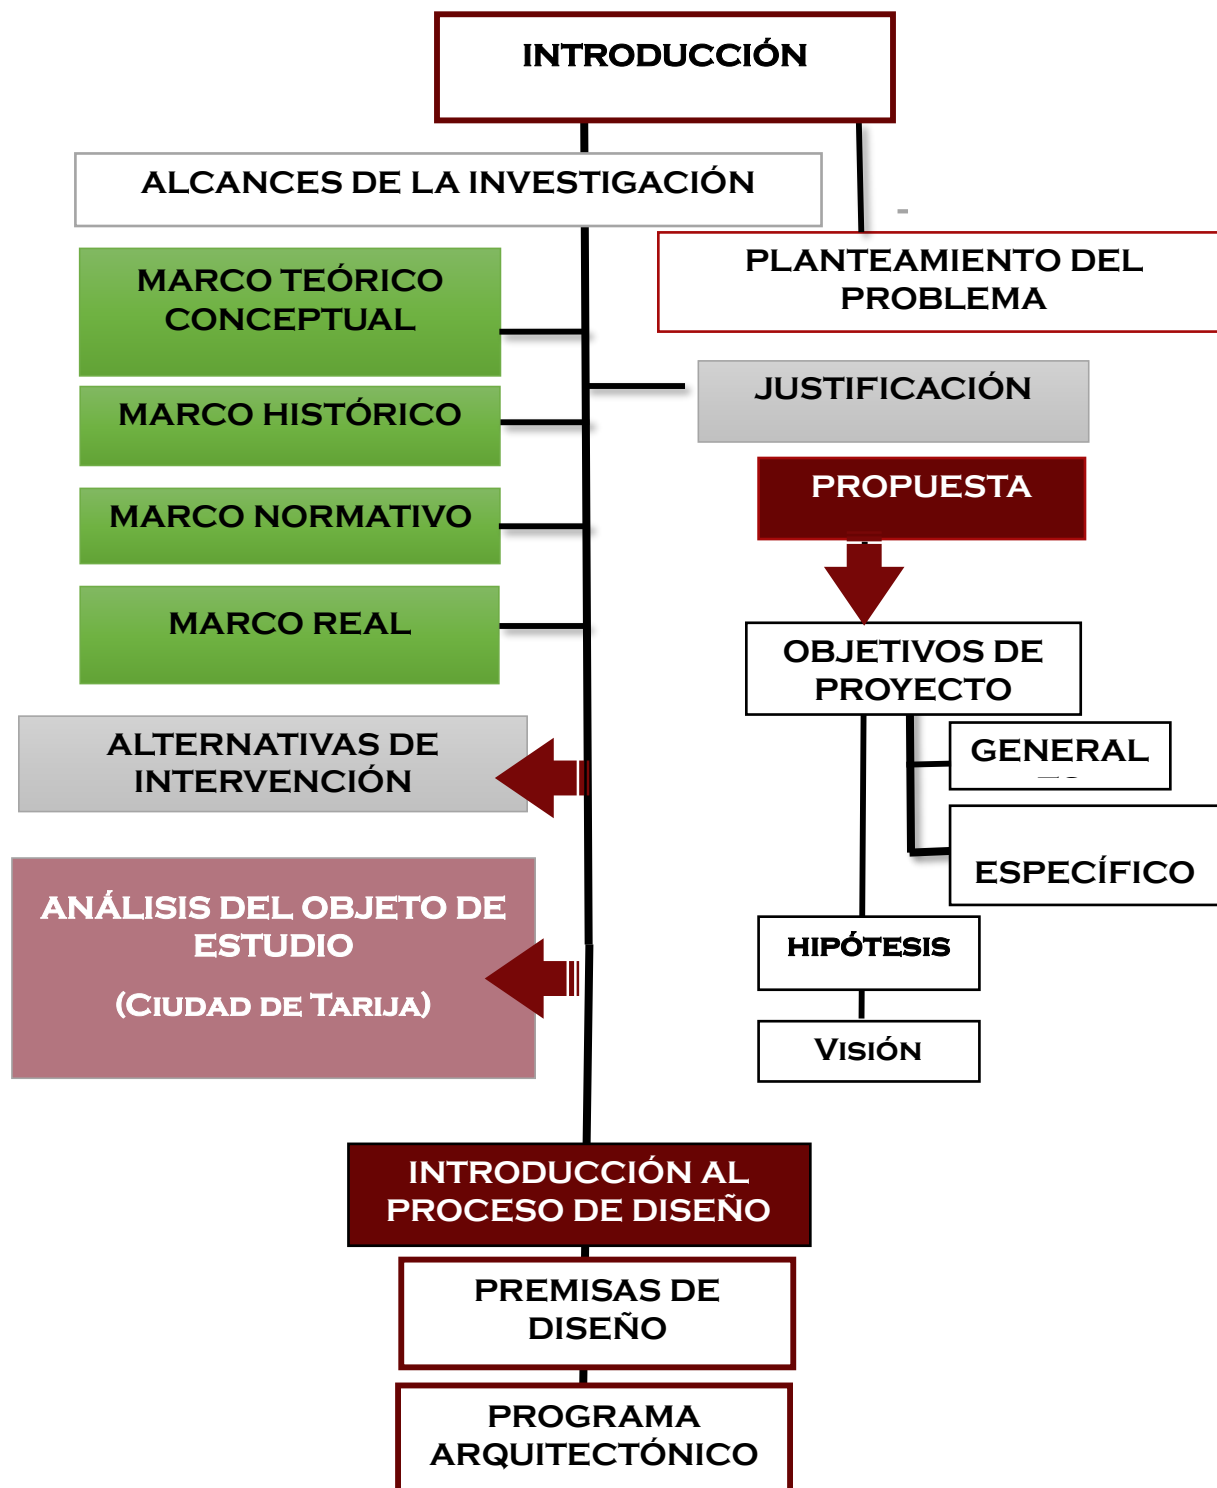 INTRODUCCIÓN
ALCANCES DE LA INVESTIGACIÓN
PLANTEAMIENTO DEL
PROBLEMA
MARCO TEÓRICO
CONCEPTUAL
JUSTIFICACIÓN
MARCO HISTÓRICO
PROPUESTA
MARCO NORMATIVO
MARCO REAL
OBJETIVOS DE
PROYECTO
ALTERNATIVAS DE
INTERVENCIÓN
GENERAL
ESPECÍFICO
ANÁLISIS DEL OBJETO DE
ESTUDIO
(CIUDAD DE TARIJA)
HIPÓTESIS
VISIÓN
INTRODUCCIÓN AL
PROCESO DE DISEÑO
PREMISAS DE
DISEÑO
PROGRAMA
ARQUITECTÓNICO